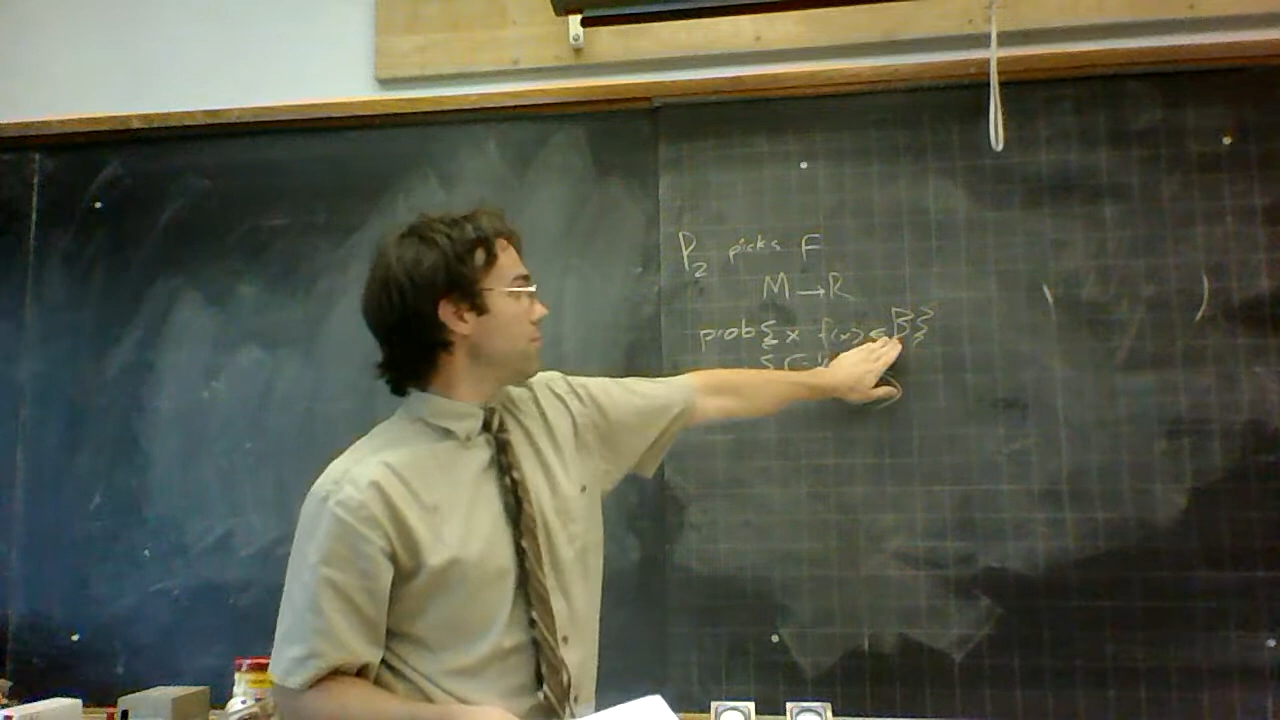 P₂ picks F
M → R
prob{ x f(x) ∈ B}